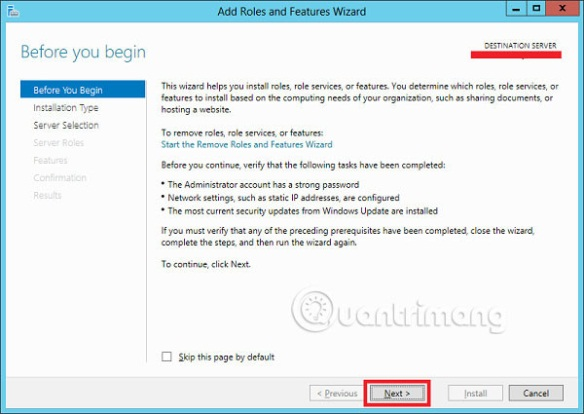 Add Roles and Features Wizard
Before you begin
DESTINATION SERVER
Before You Begin
Installation Type
Server Selection
Server Roles
Features
Confirmation
Results
This wizard helps you install roles, role services, or features. You determine which roles, role services, or
features to install based on the computing needs of your organization, such as sharing documents, or
hosting a website.
To remove roles, role services, or features:
Start the Remove Roles and Features Wizard
Before you continue, verify that the following tasks have been completed:
• The Administrator account has a strong password
• Network settings, such as static IP addresses, are configured
• The most current security updates from Windows Update are installed
If you must verify that any of the preceding prerequisites have been completed, close the wizard,
complete the steps, and then run the wizard again.
To continue, click Next.
Quantrimang
Skip this page by default
< Previous
Next >
Install
Cancel